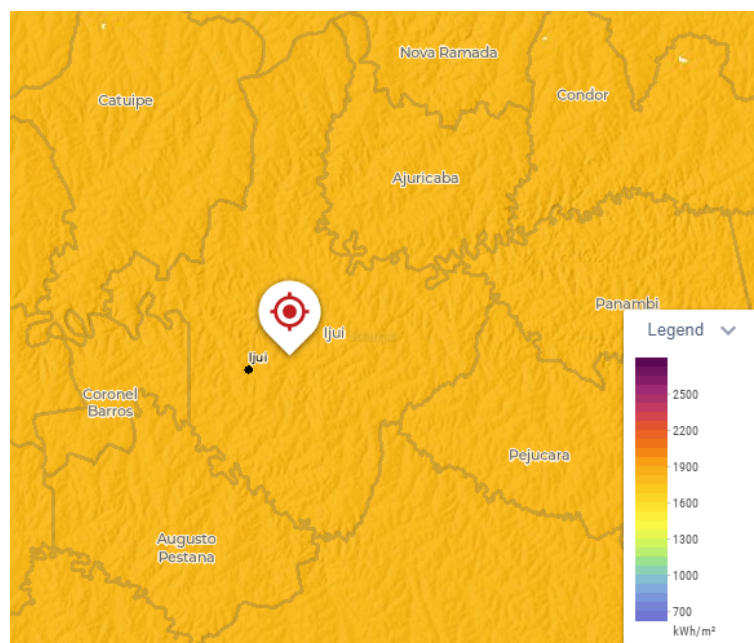 Nova Ramada
Catuipe
Condor
Ajuricaba
Panambi
Ijui
Ijuí
Legend
Coronel
Barros
2500
2200
1900
Pejucara
1600
1300
Augusto
Pestana
1000
700
kWh/m²